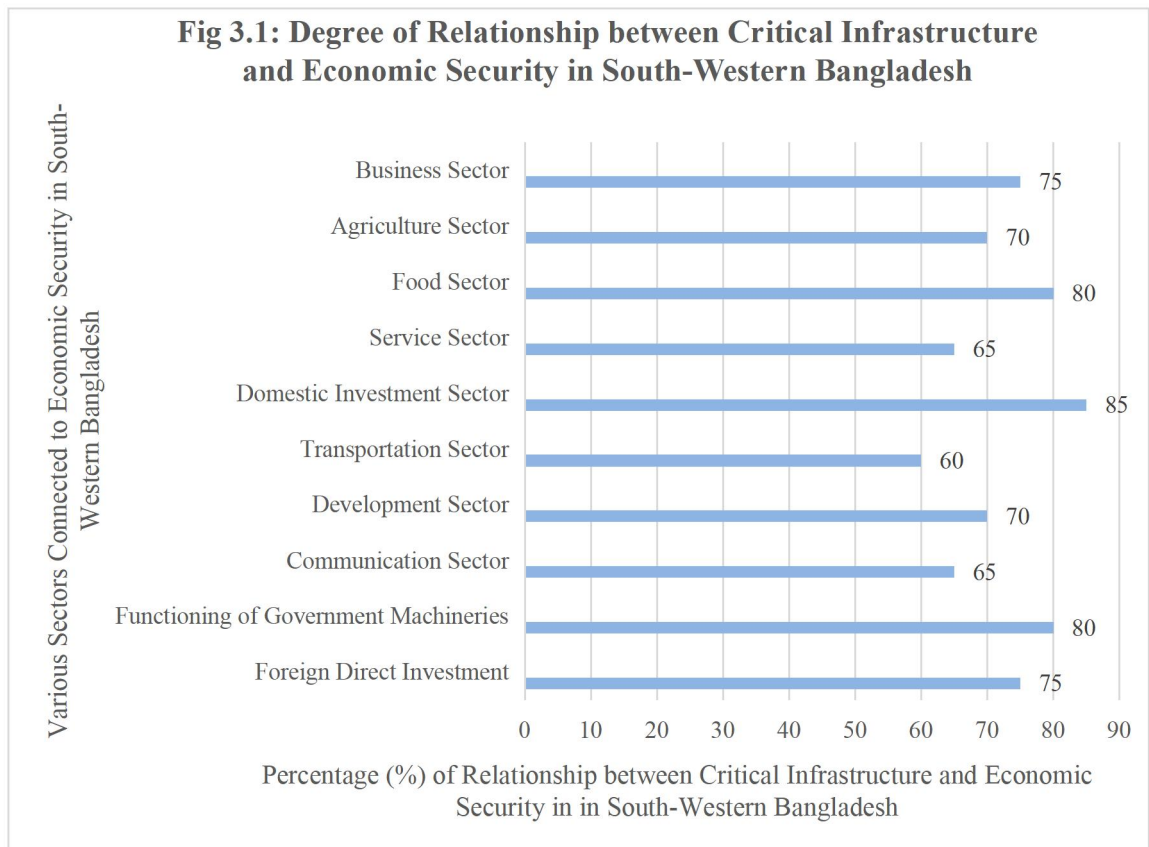 Fig 3.1: Degree of Relationship between Critical Infrastructure
and Economic Security in South-Western Bangladesh
Various Sectors Connected to Economic Security in South-
Western Bangladesh
Business Sector 75
Agriculture Sector 70
Food Sector 80
Service Sector 65
Domestic Investment Sector 85
Transportation Sector 60
Development Sector 70
Communication Sector 65
Functioning of Government Machineries 80
Foreign Direct Investment 75
0 10 20 30 40 50 60 70 80 90
Percentage (%) of Relationship between Critical Infrastructure and Economic
Security in in South-Western Bangladesh